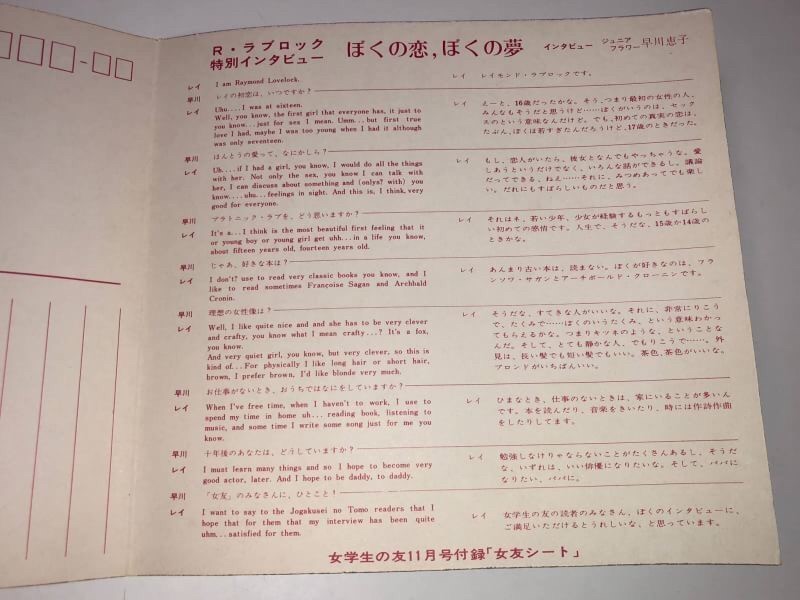 R・ラブロック
特別インタビュー
ぼくの恋, ぼくの夢
インタビュー ジュニアフラワー 早川恵子
レイ I am Raymond Lovelock.
レイ レイモンド・ラブロックです。
早川 レイの初恋は、いつですか?
レイ Uhu....I was at sixteen.
Well, you know, the first girl that everyone has, it just to
you know...just for sex I mean. Umm...but first true
love I had, maybe I was too young when I had it although
was only seventeen.
レイ えーと、16歳だったかな。そう、つまり最初の女性の人、
みんなもそうだと思うけど……ぼくがいうのは、セック
スのという意味なんだけど。でも、初めての真実の恋は、
たぶん、ぼくは若すぎたんだろうけど、17歳のときだった。
早川 ほんとうの愛って、なにかしら?
レイ Uh....if I had a girl, you know, I would do all the things
with her. Not only the sex, you know I can talk with
her, I can discuss about something and (onlys? with) you
know....uhu...feelings in sight. And this is, I think, very
good for everyone.
レイ もし、恋人がいたら、彼女となんでもやっちゃうな。愛
しあうというだけでなく、いろんな話ができるし、議論
だってできる、ねえ……それに、みつめあってても楽し
い。だれにもすばらしいものだと思う。
早川 プラトニック・ラブを、どう思いますか?
レイ It's a...I think is the most beautiful first feeling that it
or young boy or young girl get uhh...in a life you know,
about fifteen years old, fourteen years old.
レイ それはネ、若い少年、少女が経験するもっともすばらし
い初めての感情です。人生で、そうだな、15歳か14歳の
ときかな。
早川 じゃあ、好きな本は?
レイ I don't? use to read very classic books you know, and I
like to read sometimes Françoise Sagan and Archbald
Cronin.
レイ あんまり古い本は、読まない。ぼくが好きなのは、フラ
ンソワ・サガンとアーチボールド・クローニンです。
早川 理想の女性像は?
レイ Well, I like quite nice and and she has to be very clever
and crafty, you know what I mean crafty...? It's a fox,
you know.
And very quiet girl, you know, but very clever, so this is
kind of...For physically I like long hair or short hair,
brown, I prefer brown, I'd like blonde very much.
レイ そうだな、すてきな人がいいな。それに、非常にりこう
で、たくみで……ぼくのいうたくみ、という意味わかっ
てもらえるかな。つまりキツネのような、ということな
んだ。そして、とても静かな人、でもりこうで……。外
見は、長い髪でも短い髪でもいい。茶色、茶色がいいな。
ブロンドがいちばんいい。
早川 お仕事がないとき、おうちではなにをしていますか?
レイ When I've free time, when I haven't to work, I use to
spend my time in home uh...reading book, listening to
music, and some time I write some song just for me you
know.
レイ ひまなとき、仕事のないときは、家にいることが多いん
です。本を読んだり、音楽をきいたり、時には作詩作曲
をしたりしてます。
早川 十年後のあなたは、どうしていますか?
レイ I must learn many things and so I hope to become very
good actor, later. And I hope to be daddy, to daddy.
レイ 勉強しなけりゃならないことがたくさんあるし、そうだ
な、いずれは、いい俳優になりたいな。そして、パパに
なりたい、パパに。
早川 「女友」のみなさんに、ひとこと!
レイ I want to say to the Jogakusei no Tomo readers that I
hope that for them that my interview has been quite
uhm...satisfied for them.
レイ 女学生の友の読者のみなさん、ぼくのインタビューに、
ご満足いただけるとうれしいな、と思っています。
女学生の友11月号付録「女友シート」